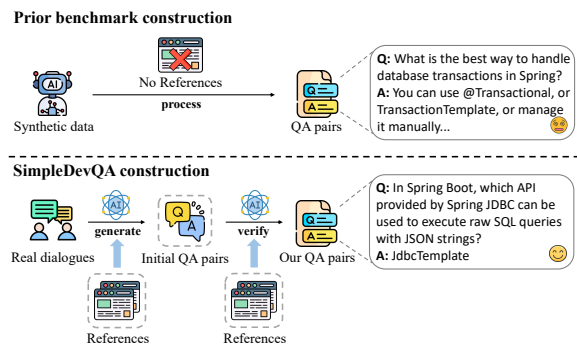 Prior benchmark construction
AI
Synthetic data
No References
process
Q
A
QA pairs
Q: What is the best way to handle
database transactions in Spring?
A: You can use @Transactional, or
TransactionTemplate, or manage
it manually...
SimpleDevQA construction
Real dialogues
AI
generate
References
Q
A
Initial QA pairs
AI
verify
References
Q
A
Our QA pairs
Q: In Spring Boot, which API
provided by Spring JDBC can be
used to execute raw SQL queries
with JSON strings?
A: JdbcTemplate